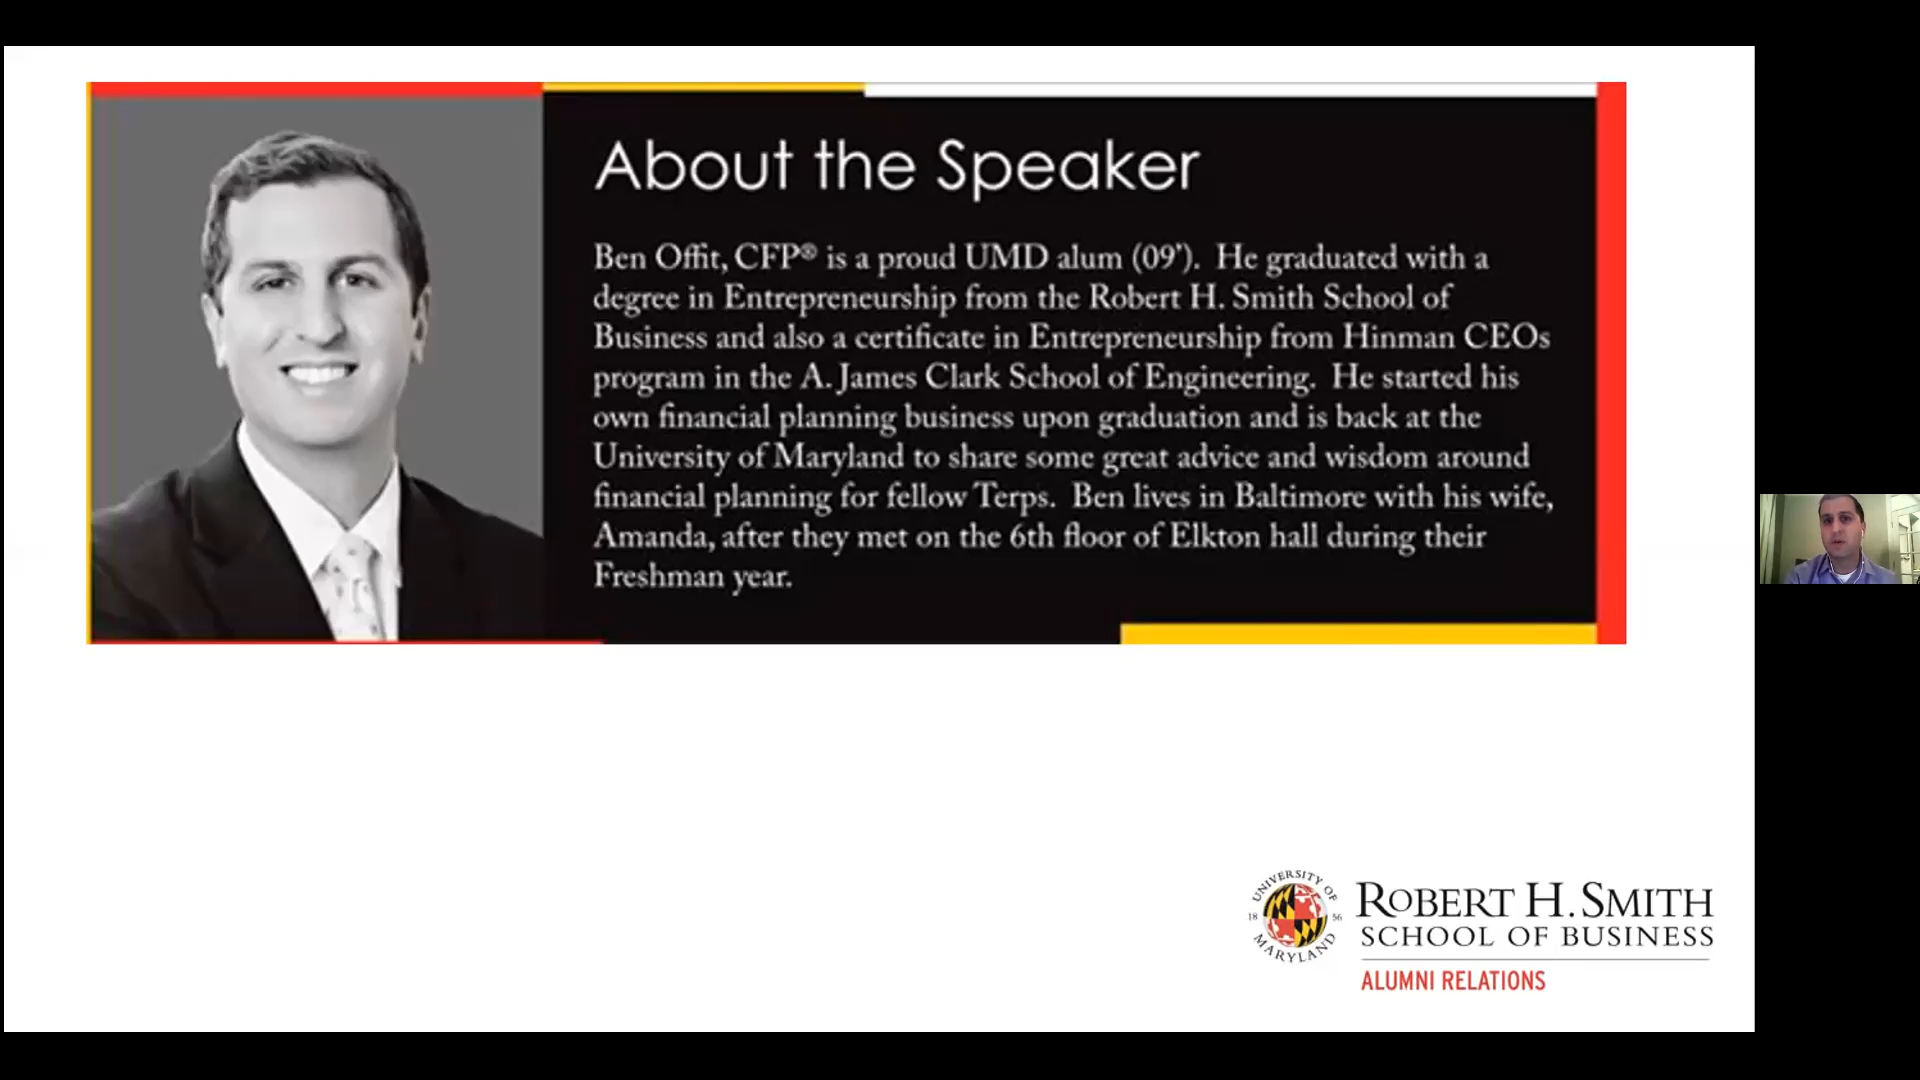 About the Speaker
Ben Offit, CFP® is a proud UMD alum (09’). He graduated with a
degree in Entrepreneurship from the Robert H. Smith School of
Business and also a certificate in Entrepreneurship from Hinman CEOs
program in the A. James Clark School of Engineering. He started his
own financial planning business upon graduation and is back at the
University of Maryland to share some great advice and wisdom around
financial planning for fellow Terps. Ben lives in Baltimore with his wife,
Amanda, after they met on the 6th floor of Elkton hall during their
Freshman year.
UNIVERSITY OF
18 56
MARYLAND
ROBERT H. SMITH
SCHOOL OF BUSINESS
ALUMNI RELATIONS